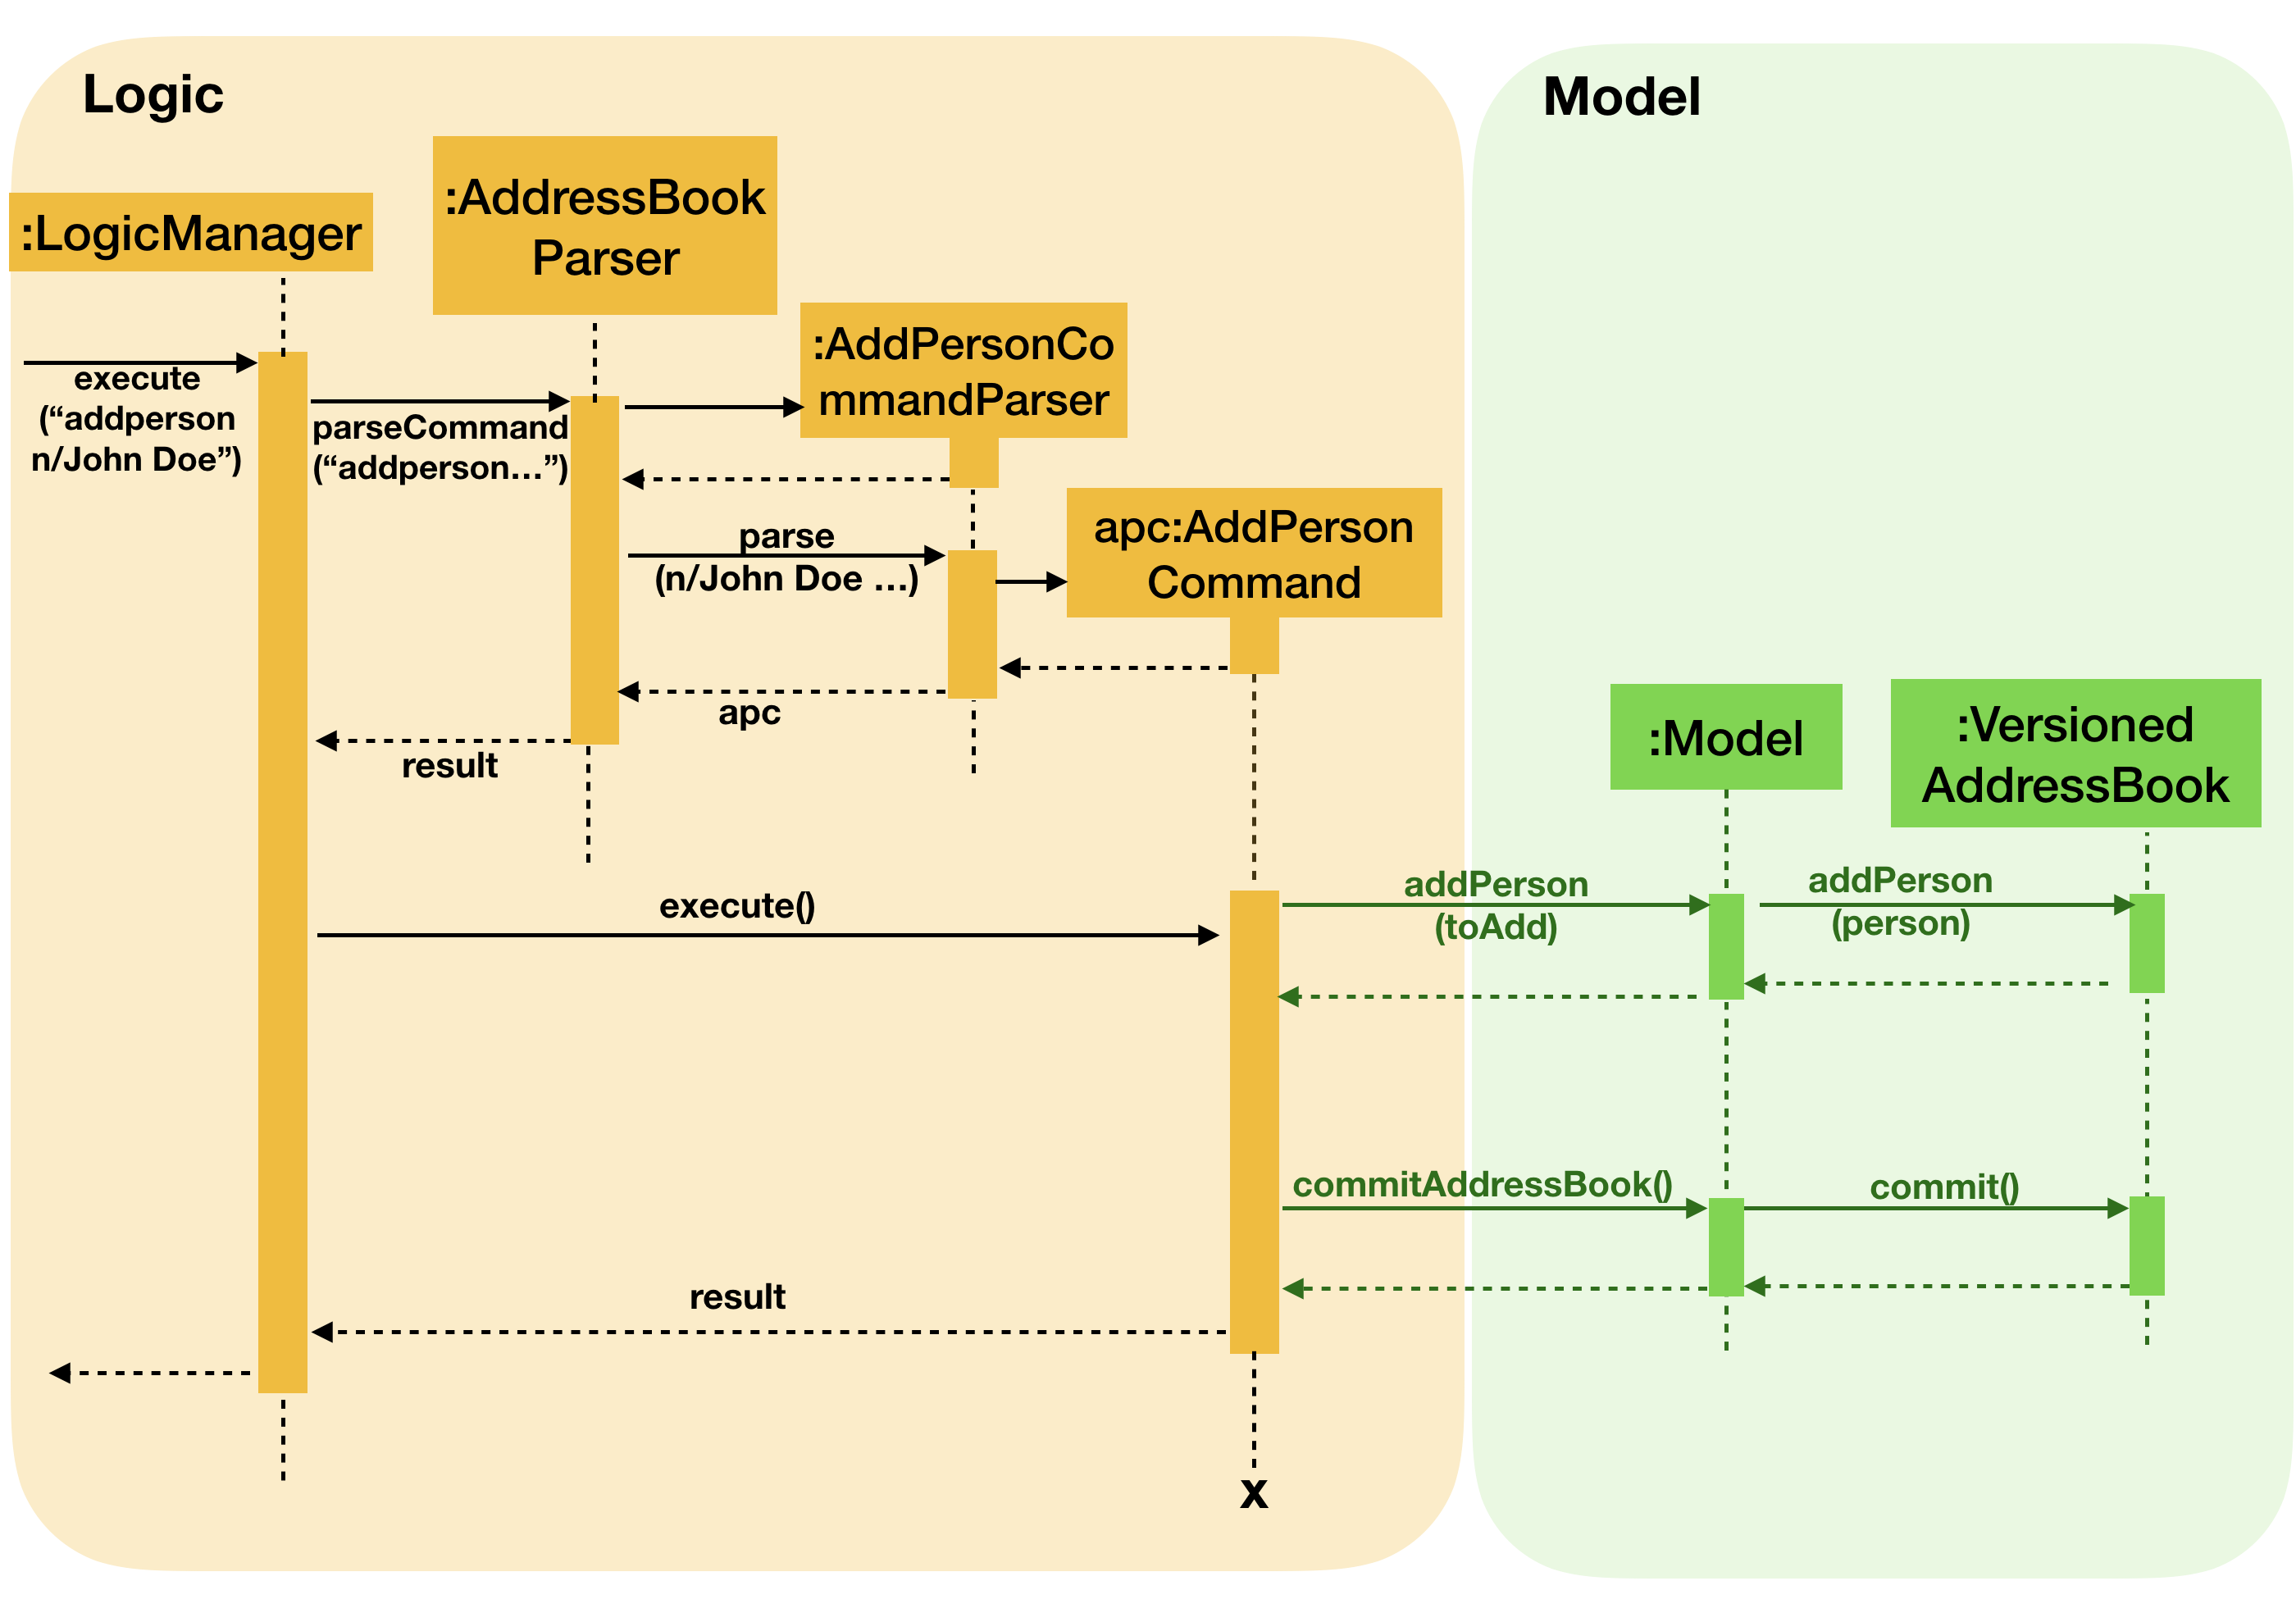 Logic
Model
:LogicManager
:AddressBook
Parser
:AddPersonCo
mmandParser
execute
(“addperson
n/John Doe”)
parseCommand
(“addperson…”)
parse
(n/John Doe …)
apc:AddPerson
Command
apc
result
:Model
:Versioned
AddressBook
execute()
addPerson
(toAdd)
addPerson
(person)
commitAddressBook()
commit()
result
x